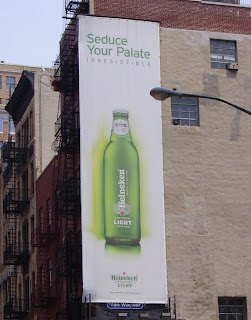 Seduce
Your Palate
IRRESISTIBLE
Heineken
LIGHT
Heineken
LIGHT